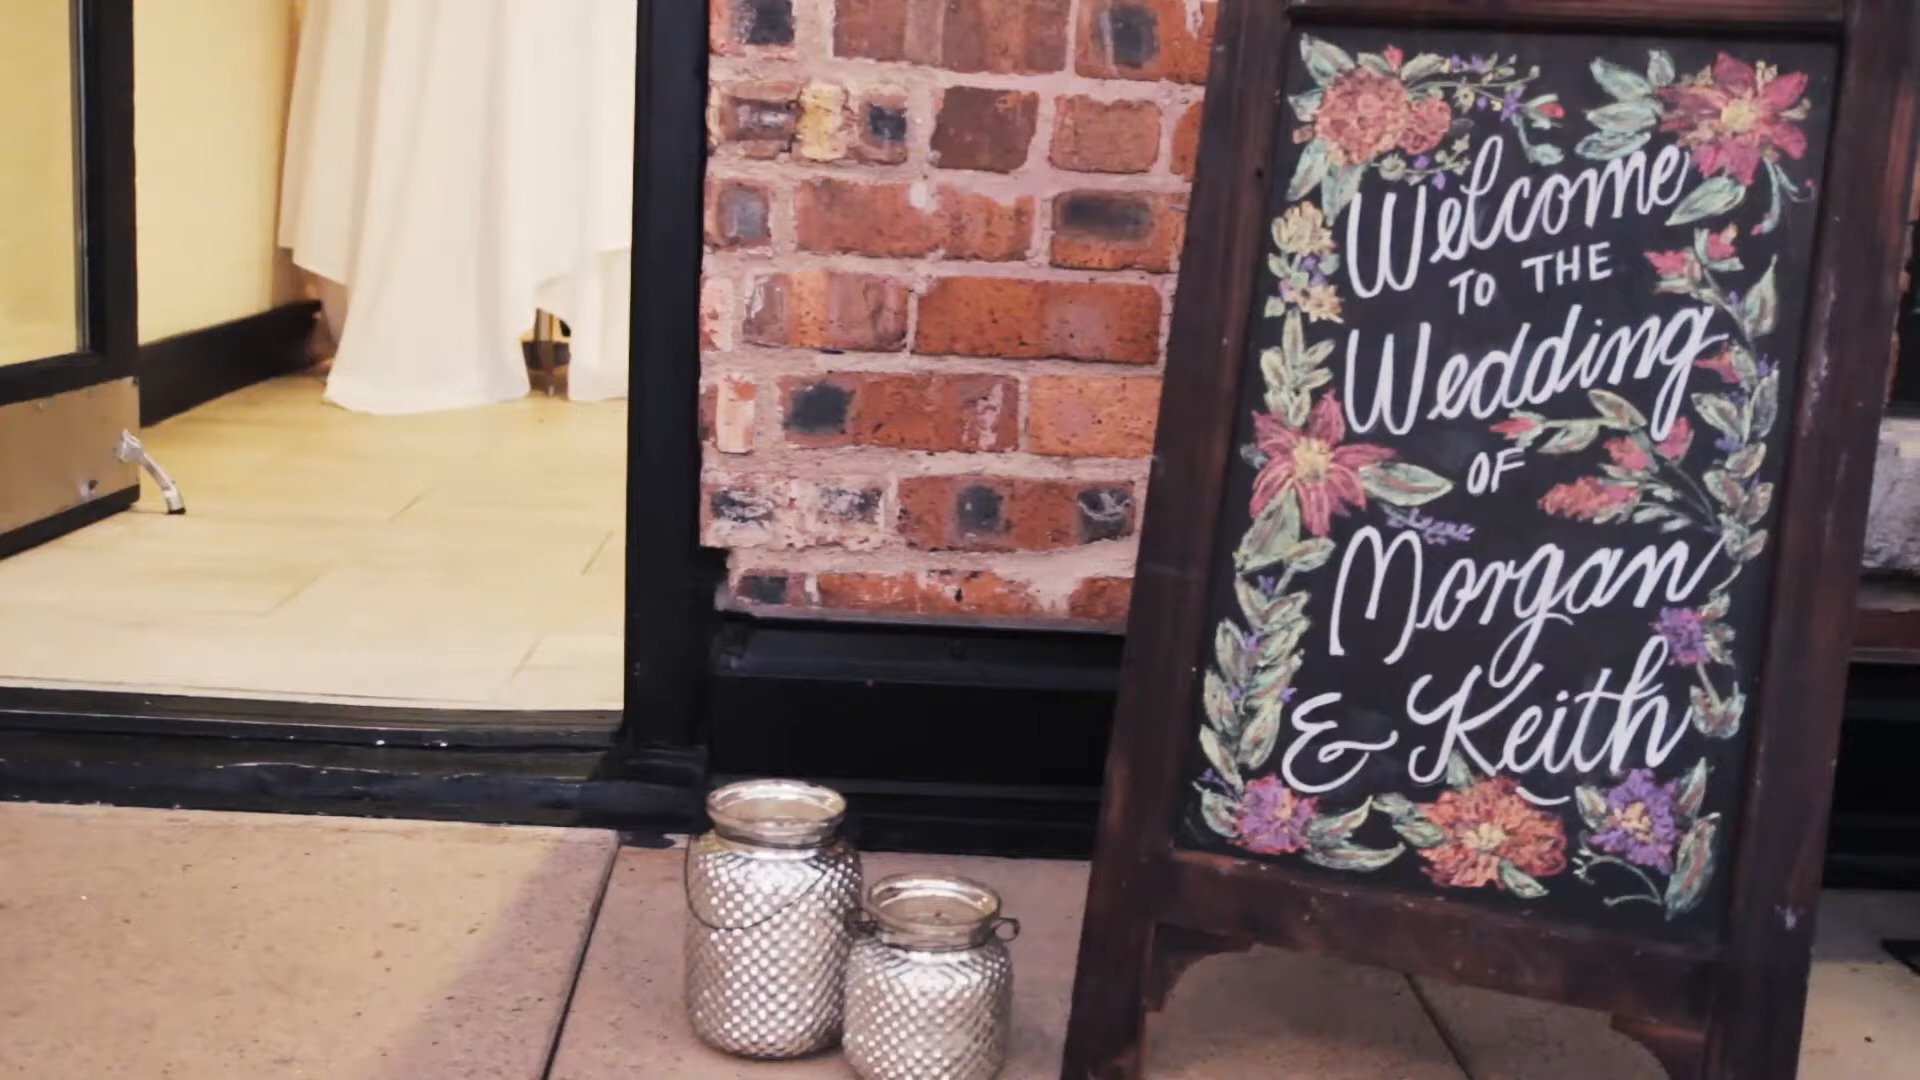 Welcome
TO THE
Wedding
OF
Morgan
& Keith